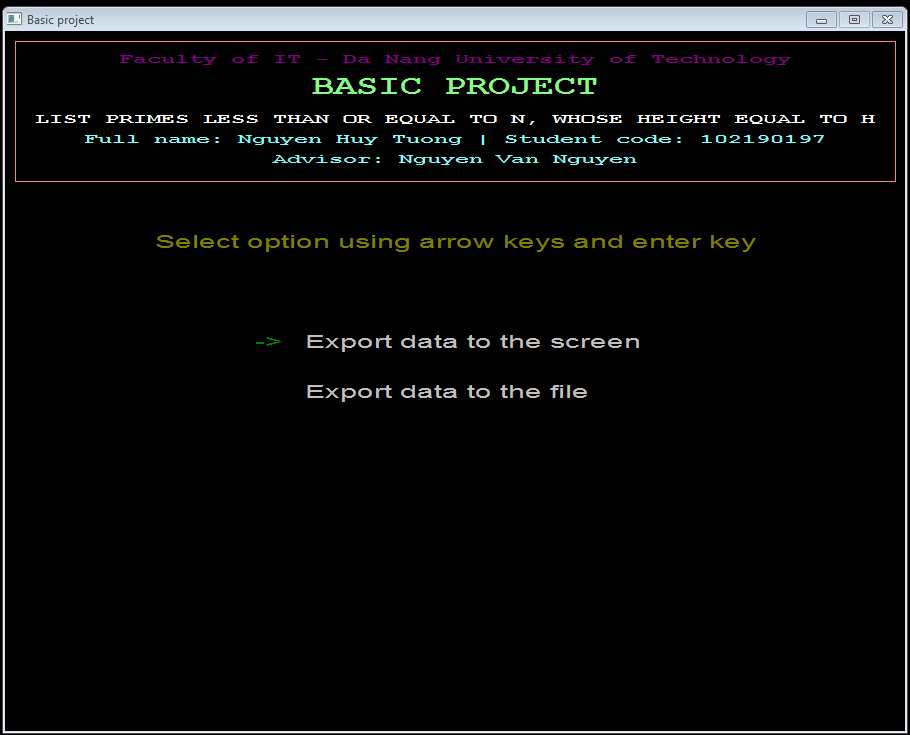 Basic project
Faculty of IT - Da Nang University of Technology
BASIC PROJECT
LIST PRIMES LESS THAN OR EQUAL TO N, WHOSE HEIGHT EQUAL TO H
Full name: Nguyen Huy Tuong | Student code: 102190197
Advisor: Nguyen Van Nguyen
Select option using arrow keys and enter key
-> Export data to the screen
Export data to the file